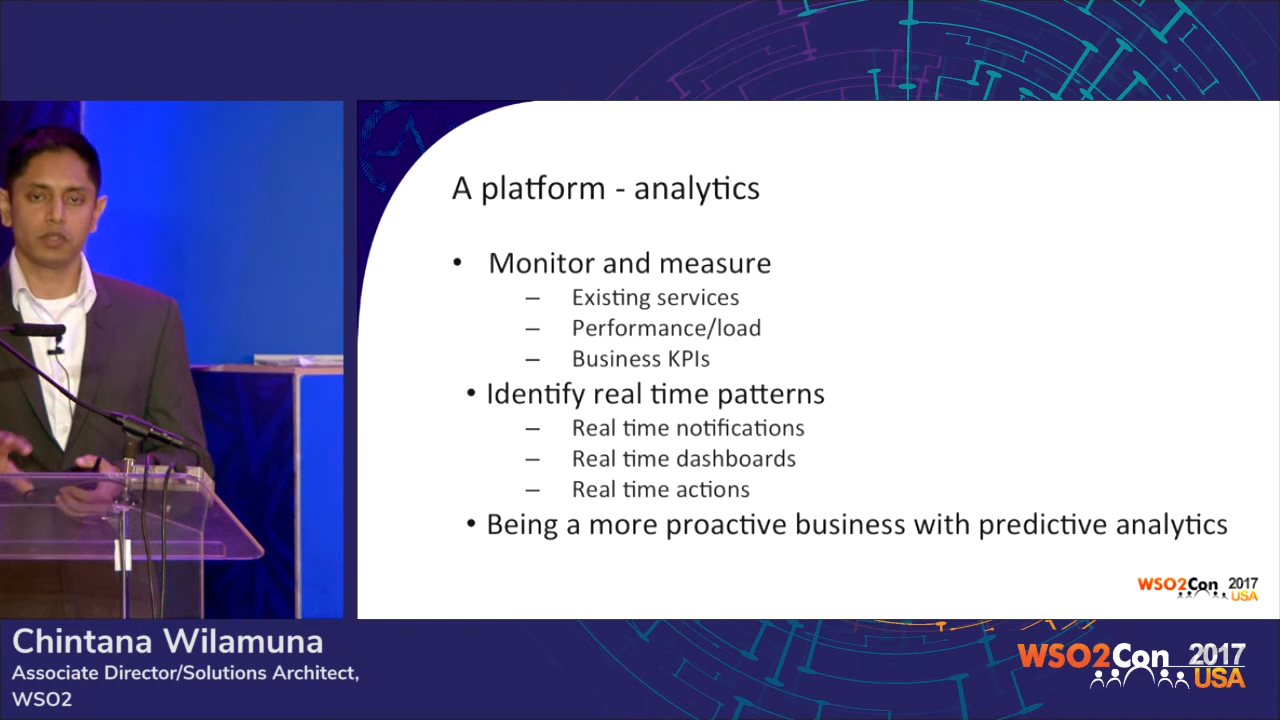 A platform - analytics
• Monitor and measure
– Existing services
– Performance/load
– Business KPIs
• Identify real time patterns
– Real time notifications
– Real time dashboards
– Real time actions
• Being a more proactive business with predictive analytics
WSO2Con 2017
USA
Chintana Wilamuna
Associate Director/Solutions Architect,
WSO2
WSO2Con 2017
USA